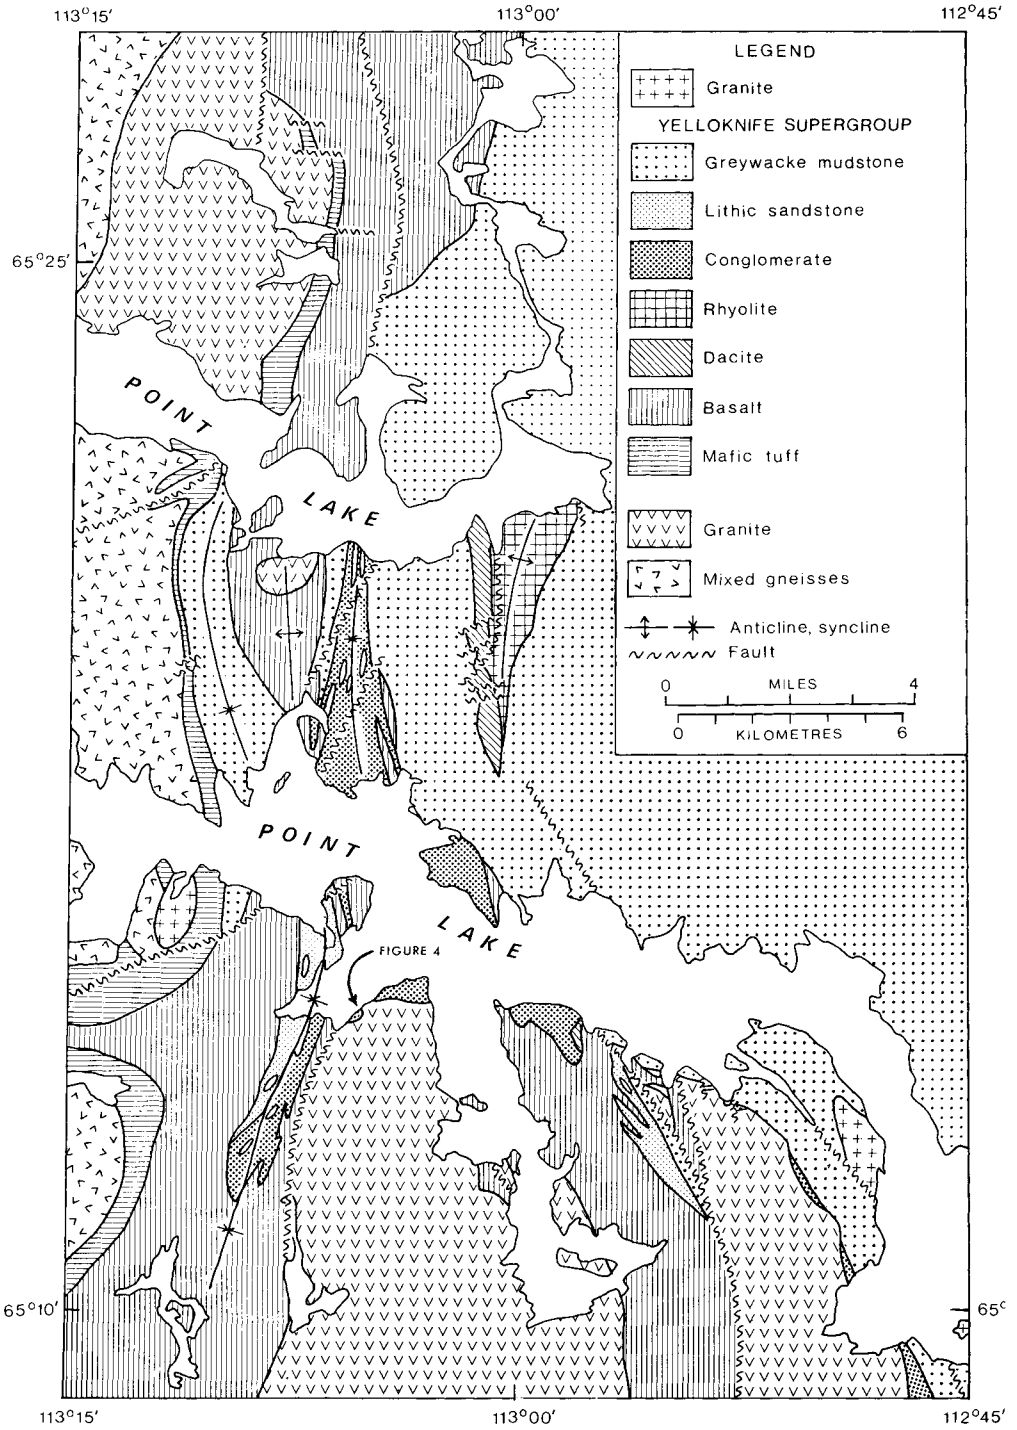 113°15′ 113°00′ 112°45′
LEGEND
Granite
YELLOKNIFE SUPERGROUP
Greywacke mudstone
Lithic sandstone
65°25′
Conglomerate
Rhyolite
Dacite
POINT
Basalt
Mafic tuff
LAKE
Granite
Mixed gneisses
Anticline, syncline
Fault
0 MILES 4
0 KILOMETRES 6
POINT
LAKE
FIGURE 4
65°10′ 65°
113°15′ 113°00′ 112°45′